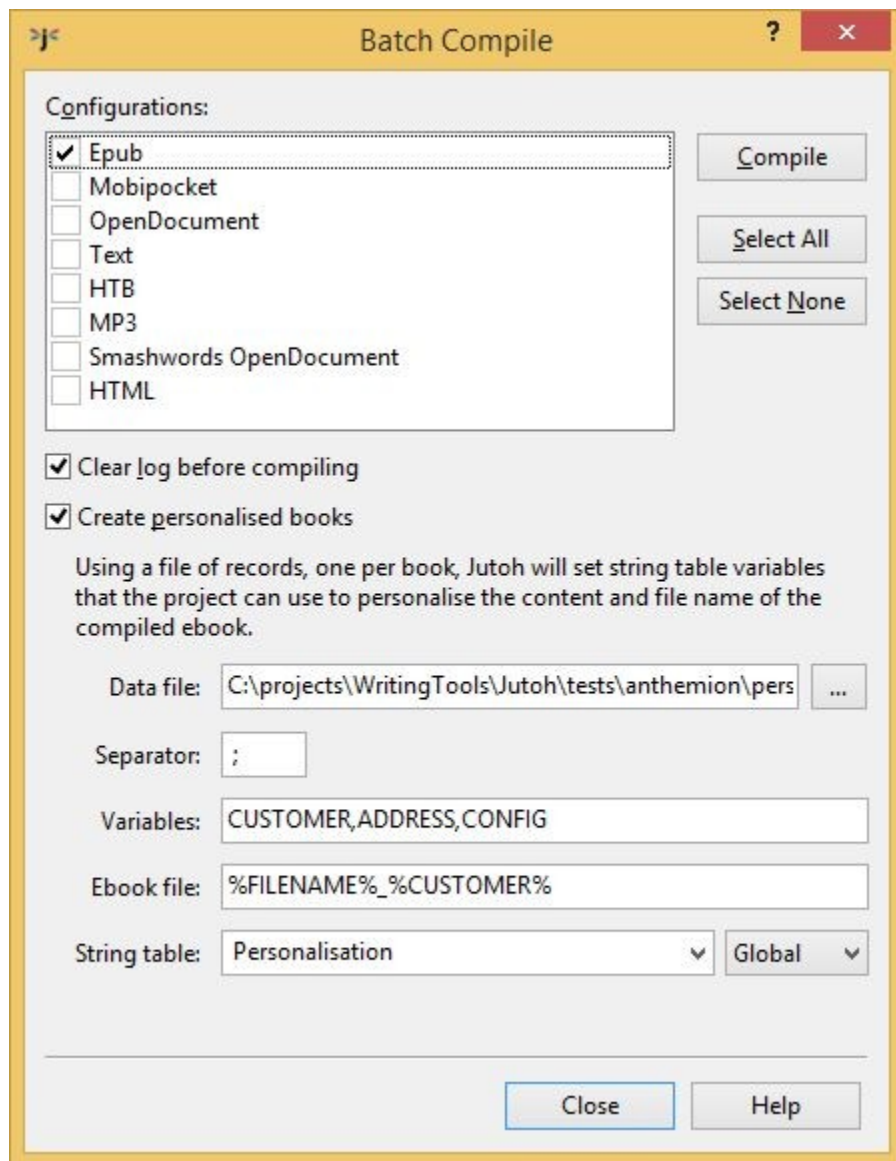 Batch Compile
?
Configurations:
Epub
Mobipocket
OpenDocument
Text
HTB
MP3
Smashwords OpenDocument
HTML
Compile
Select All
Select None
Clear log before compiling
Create personalised books
Using a file of records, one per book, Jutoh will set string table variables
that the project can use to personalise the content and file name of the
compiled ebook.
Data file: C:\projects\WritingTools\Jutoh\tests\anthemion\pers ...
Separator: ;
Variables: CUSTOMER,ADDRESS,CONFIG
Ebook file: %FILENAME%_%CUSTOMER%
String table: Personalisation Global
Close Help